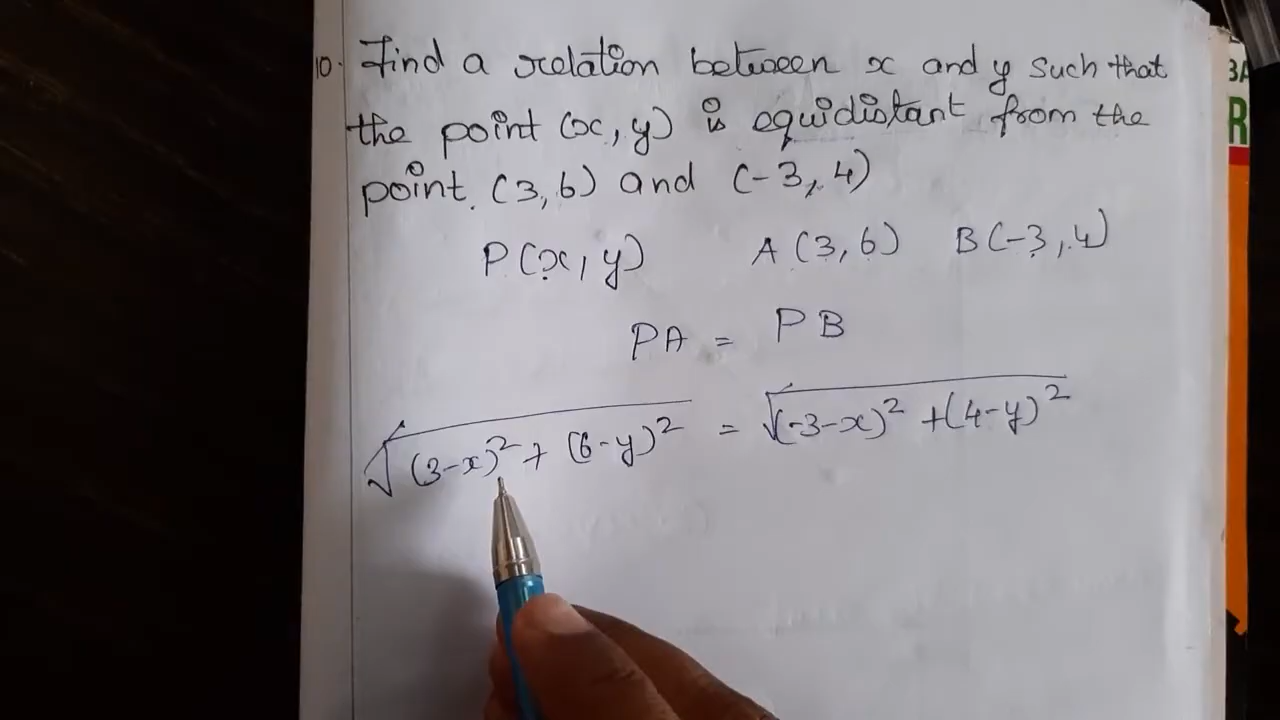 10. Find a relation between x and y such that
the point (x, y) is equidistant from the
point. (3, 6) and (-3, 4)
P(x, y) A (3, 6) B(-3, 4)
PA = PB
√(3-x)² + (6-y)² = √(-3-x)² + (4-y)²